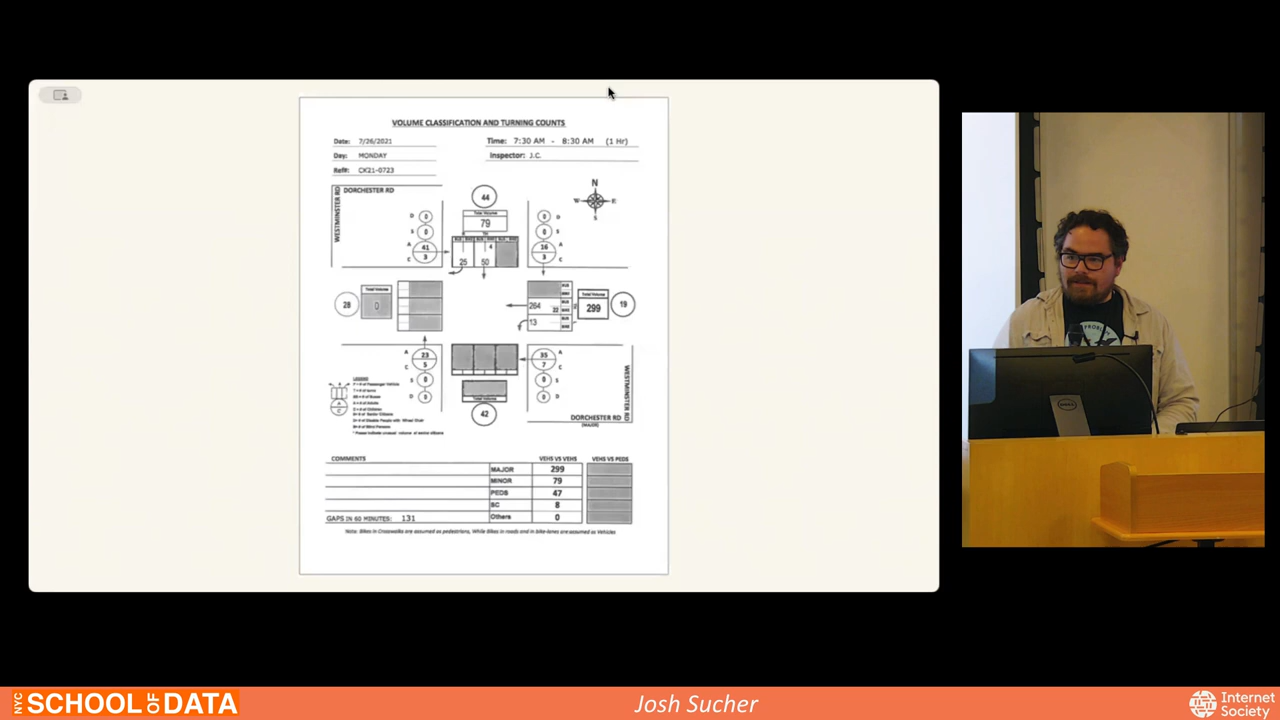 VOLUME CLASSIFICATION AND TURNING COUNTS
Date: 7/26/2021
Time: 7:30 AM - 8:30 AM (1 Hr)
Day: MONDAY
Inspector: J.C.
Ref#: CK21-0723
DORCHESTER RD
WESTMINSTER RD
N
W E
S
44
Total Volume
79
D 0
S 0
A 41
C 3
25 50
4
0 D
0 S
16 A
3 C
28
Total Volume
0
264
22
13
Total Volume
299
19
A 23
C 5
S 0
D 0
35 A
7 C
0 S
0 D
Total Volume
42
WESTMINSTER RD
DORCHESTER RD
(MAJOR)
LEGEND
A
C
COMMENTS
VEHS VS VEHS
VEHS VS PEDS
MAJOR 299
MINOR 79
PEDS 47
SC 8
Others 0
GAPS IN 60 MINUTES: 131
Note: Bikes in Crosswalks are assumed as pedestrians, While Bikes in roads and in bike-lanes are assumed as Vehicles
PROBL
DELL
NYC SCHOOL OF DATA
Josh Sucher
Internet Society